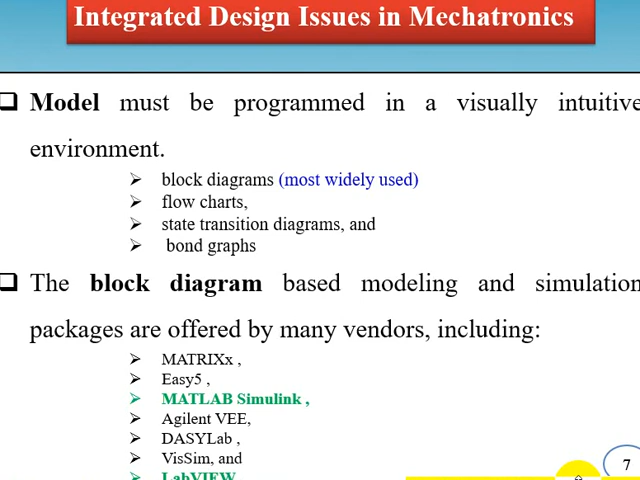 Integrated Design Issues in Mechatronics
Model must be programmed in a visually intuitive
environment.
block diagrams (most widely used)
flow charts,
state transition diagrams, and
bond graphs
The block diagram based modeling and simulation
packages are offered by many vendors, including:
MATRIXx ,
Easy5 ,
MATLAB Simulink ,
Agilent VEE,
DASYLab ,
VisSim, and
LabVIEW
7